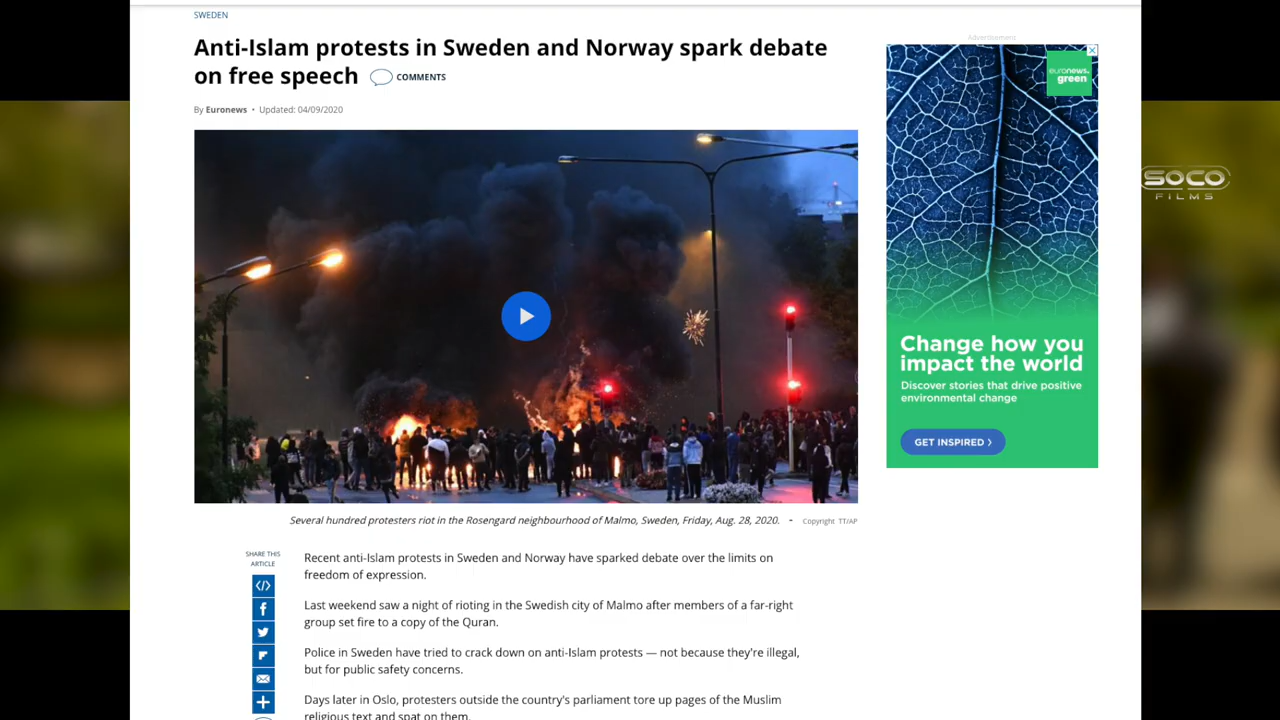 SWEDEN
Anti-Islam protests in Sweden and Norway spark debate
on free speech COMMENTS
By Euronews • Updated: 04/09/2020
Several hundred protesters riot in the Rosengard neighbourhood of Malmo, Sweden, Friday, Aug. 28, 2020. - Copyright TT/AP
SHARE THIS
ARTICLE
Recent anti-Islam protests in Sweden and Norway have sparked debate over the limits on
freedom of expression.
Last weekend saw a night of rioting in the Swedish city of Malmo after members of a far-right
group set fire to a copy of the Quran.
Police in Sweden have tried to crack down on anti-Islam protests — not because they're illegal,
but for public safety concerns.
Days later in Oslo, protesters outside the country's parliament tore up pages of the Muslim
religious text and spat on them.
Advertisement
euronews.
green
Change how you
impact the world
Discover stories that drive positive
environmental change
GET INSPIRED ›
SOCO
FILMS